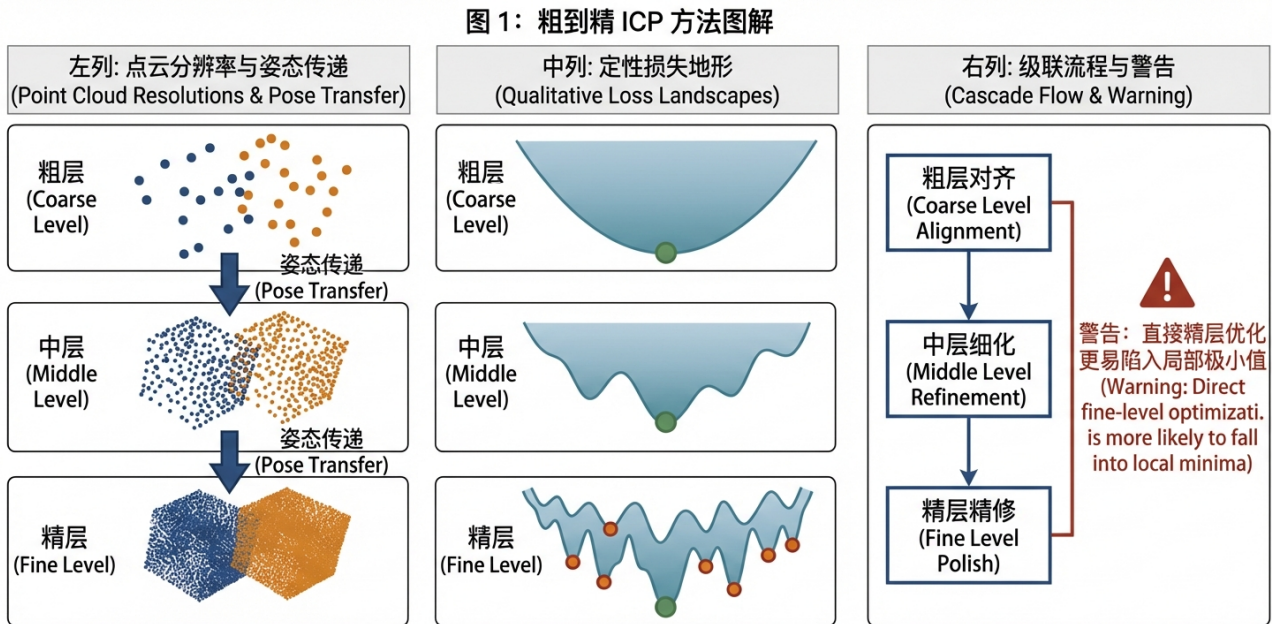 图 1：粗到精 ICP 方法图解
左列: 点云分辨率与姿态传递
(Point Cloud Resolutions & Pose Transfer)
粗层
(Coarse
Level)
姿态传递
(Pose Transfer)
中层
(Middle
Level)
姿态传递
(Pose Transfer)
精层
(Fine Level)
中列: 定性损失地形
(Qualitative Loss Landscapes)
粗层
(Coarse
Level)
中层
(Middle
Level)
精层
(Fine Level)
右列: 级联流程与警告
(Cascade Flow & Warning)
粗层对齐
(Coarse Level
Alignment)
中层细化
(Middle Level
Refinement)
精层精修
(Fine Level
Polish)
警告：直接精层优化
更易陷入局部极小值
(Warning: Direct
fine-level optimizati.
is more likely to fall
into local minima)